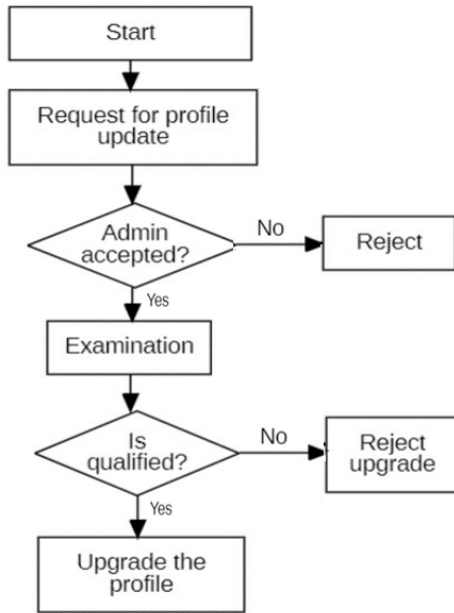 Start
Request for profile
update
Admin
accepted?
No
Reject
Yes
Examination
Is
qualified?
No
Reject
upgrade
Yes
Upgrade the
profile